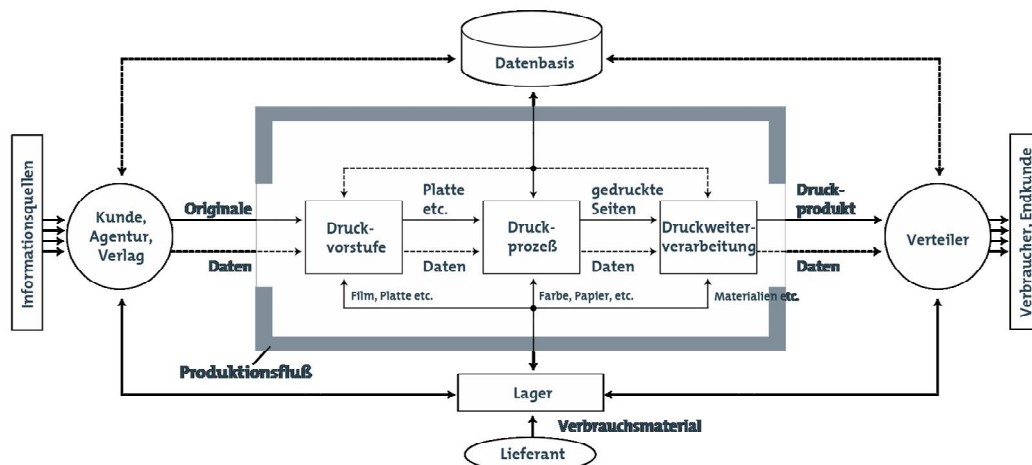 Datenbasis
Informationsquellen
Kunde,
Agentur,
Verlag
Originale
Daten
Druck-
vorstufe
Platte
etc.
Daten
Druck-
prozeß
gedruckte
Seiten
Daten
Druckweiter-
verarbeitung
Druck-
produkt
Daten
Verteiler
Verbraucher, Endkunde
Film, Platte etc.
Farbe, Papier, etc.
Materialien etc.
Produktionsfluß
Lager
Verbrauchsmaterial
Lieferant